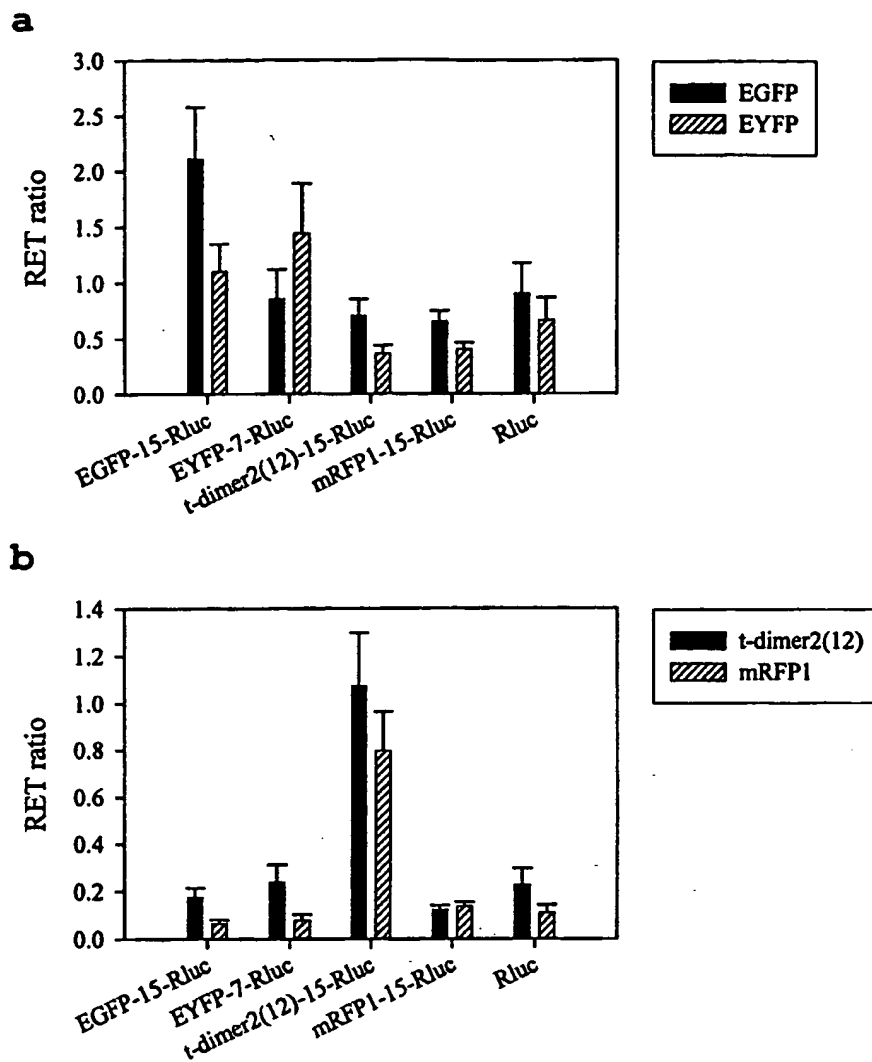 a
3.0
2.5
2.0
1.5
1.0
0.5
0.0
RET ratio
EGFP-15-Rluc
EYFP-7-Rluc
t-dimer2(12)-15-Rluc
mRFP1-15-Rluc
Rluc
EGFP
EYFP
b
1.4
1.2
1.0
0.8
0.6
0.4
0.2
0.0
RET ratio
EGFP-15-Rluc
EYFP-7-Rluc
t-dimer2(12)-15-Rluc
mRFP1-15-Rluc
Rluc
t-dimer2(12)
mRFP1